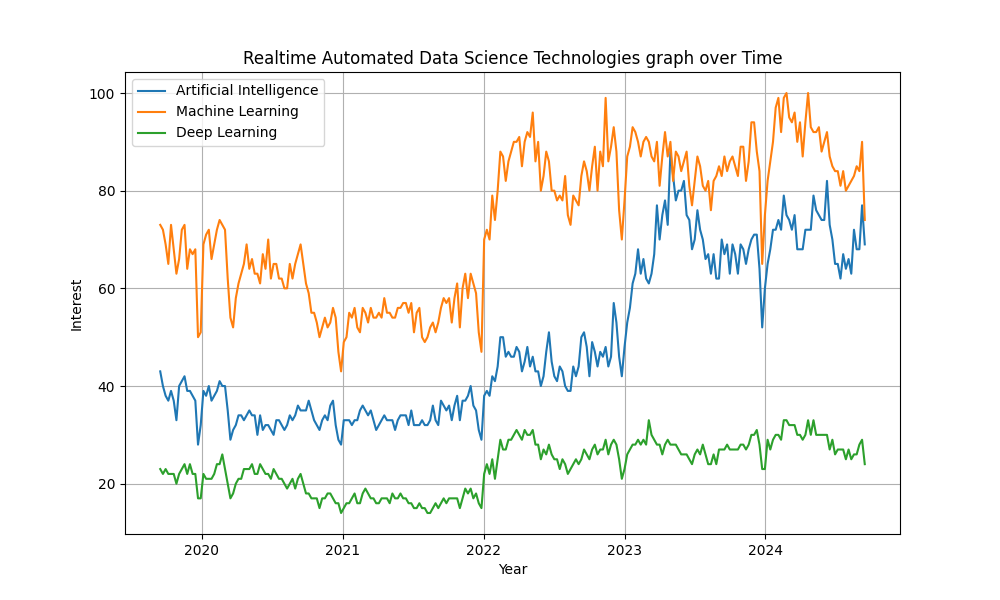 Realtime Automated Data Science Technologies graph over Time
Artificial Intelligence
Machine Learning
Deep Learning
Interest
100
80
60
40
20
2020 2021 2022 2023 2024
Year